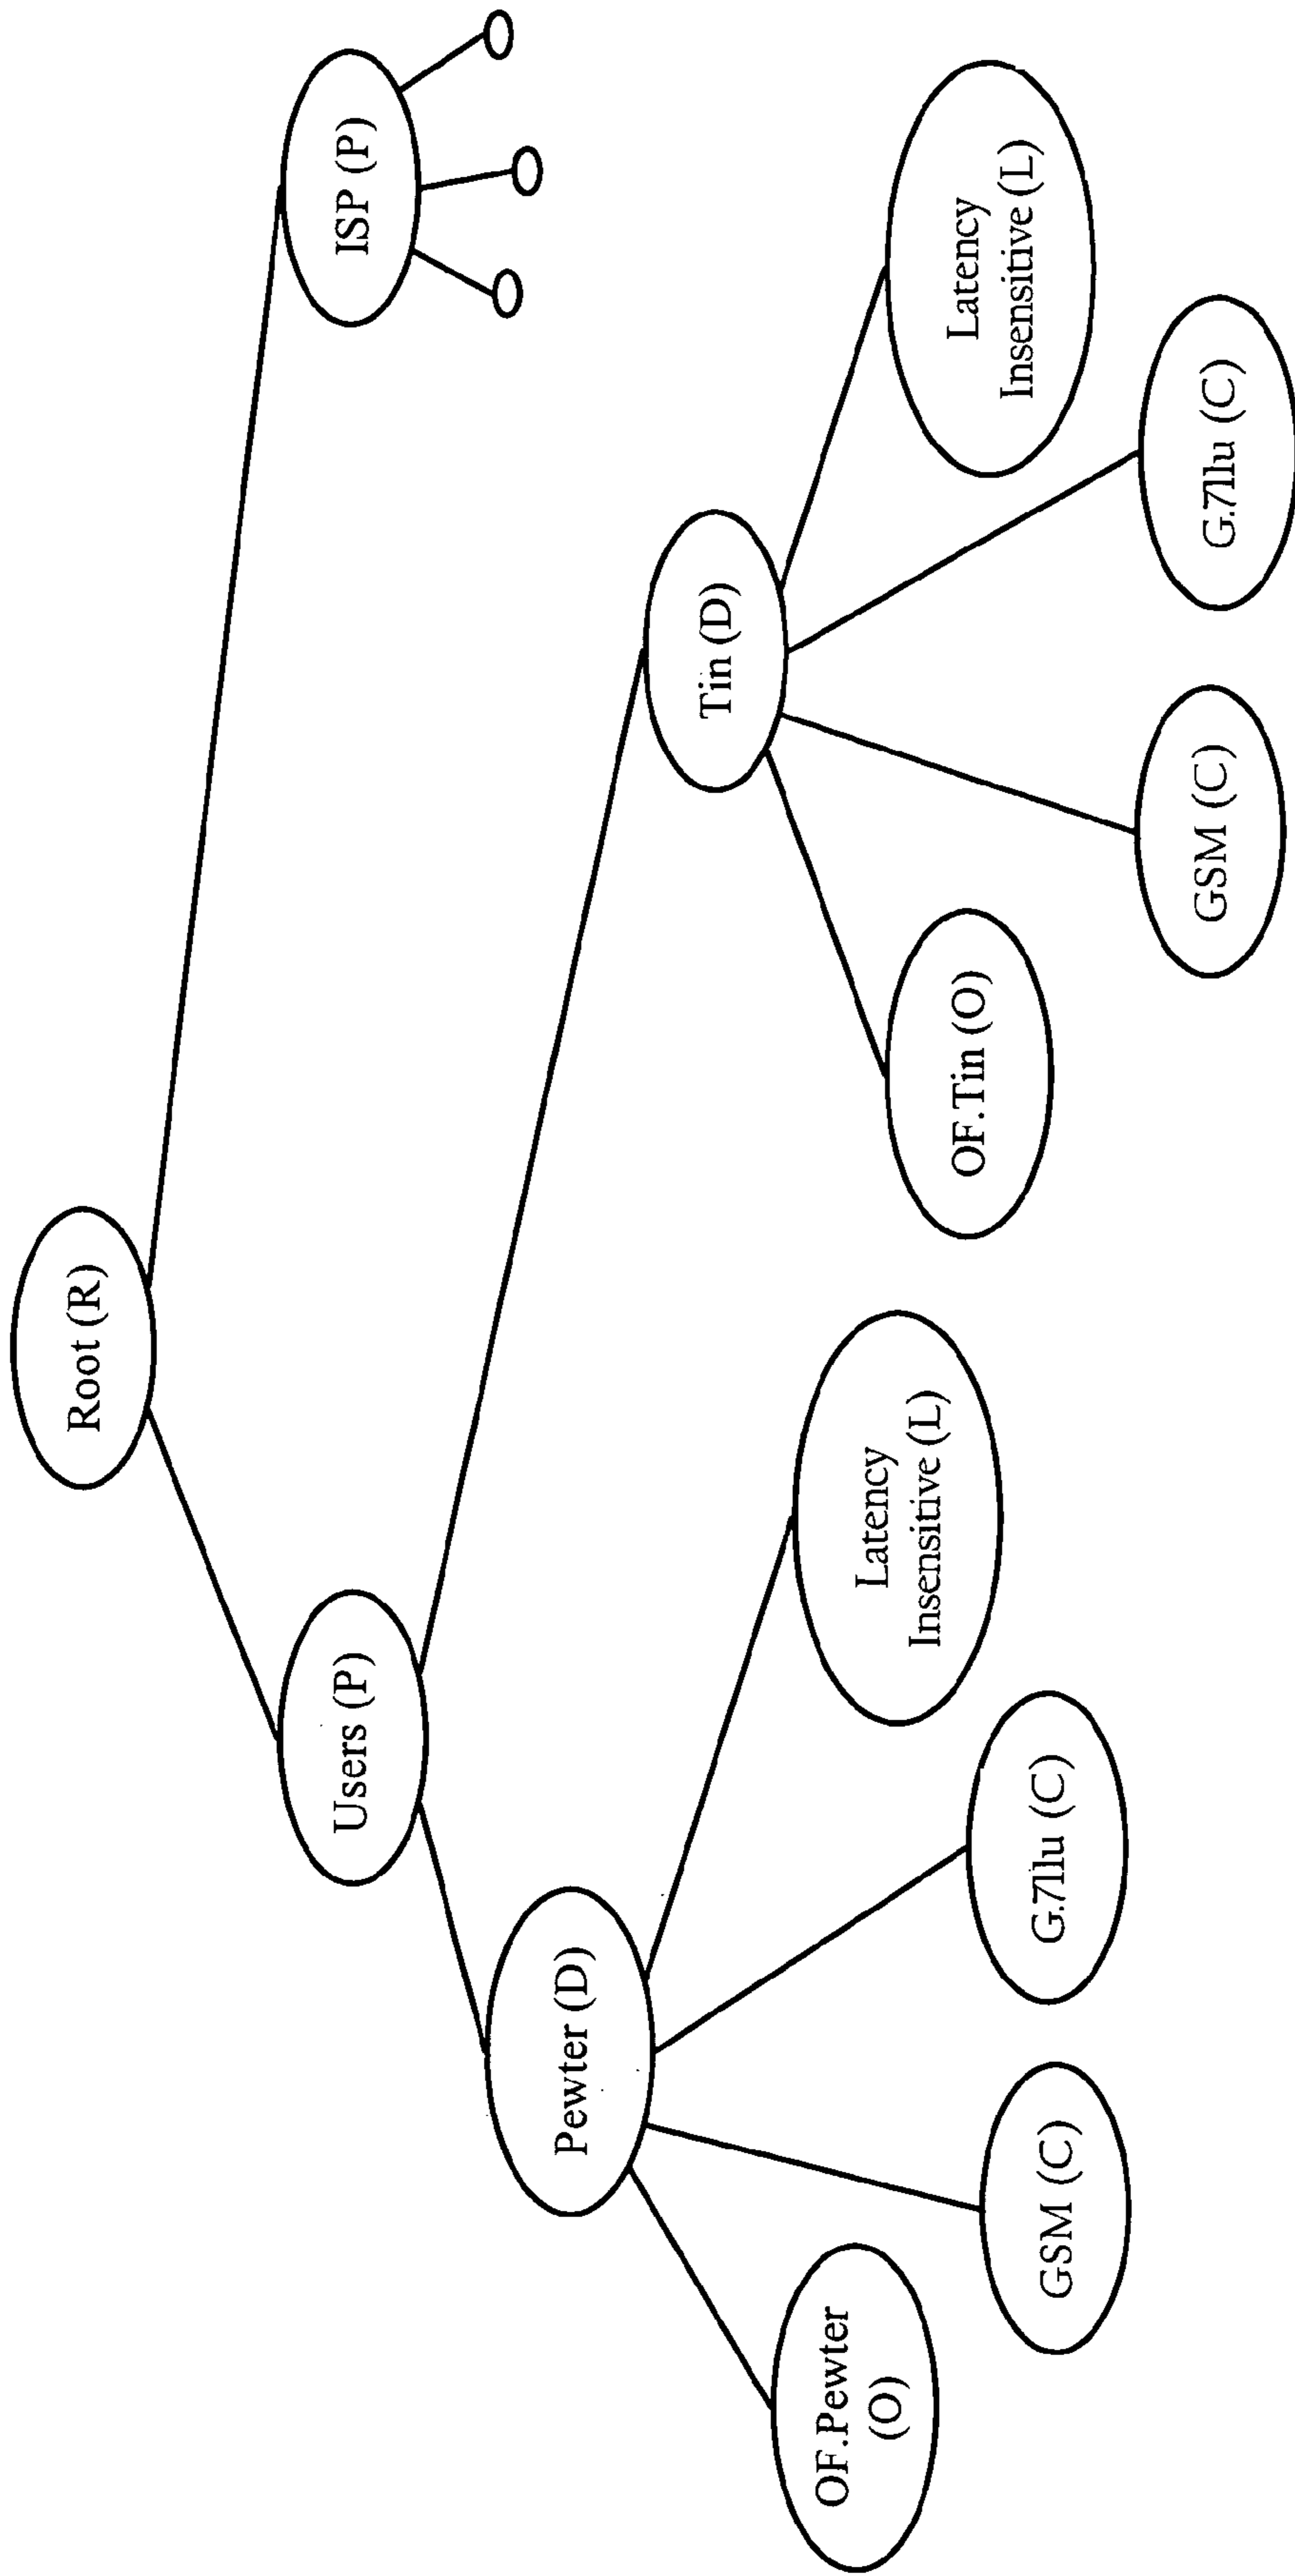 Root (R)
Users (P)
ISP (P)
Pewter (D)
Tin (D)
OF.Pewter
(O)
GSM (C)
G.711u (C)
Latency
Insensitive (L)
OF.Tin (O)
GSM (C)
G.711u (C)
Latency
Insensitive (L)